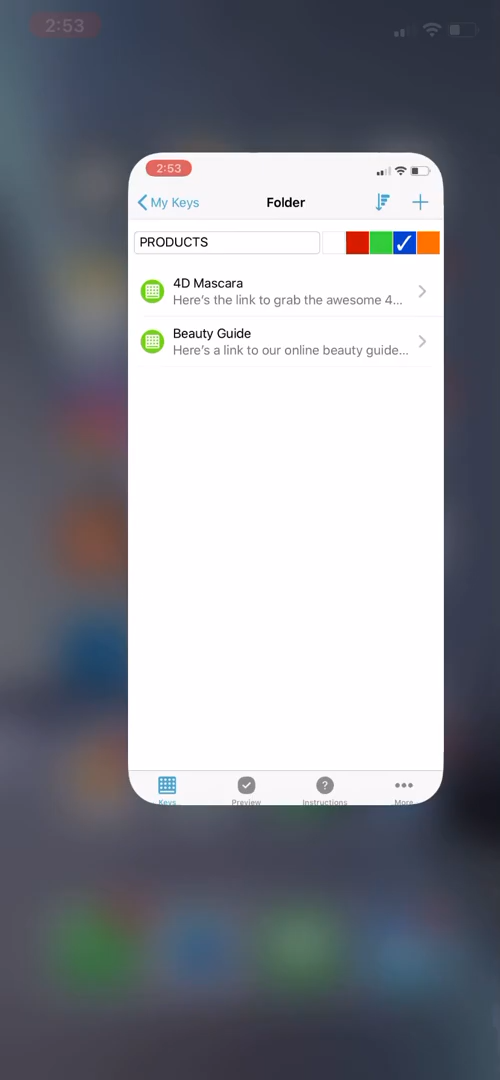 2:53
2:53
My Keys
Folder
PRODUCTS
4D Mascara
Here's the link to grab the awesome 4...
Beauty Guide
Here's a link to our online beauty guide...
Keys
Preview
Instructions
More